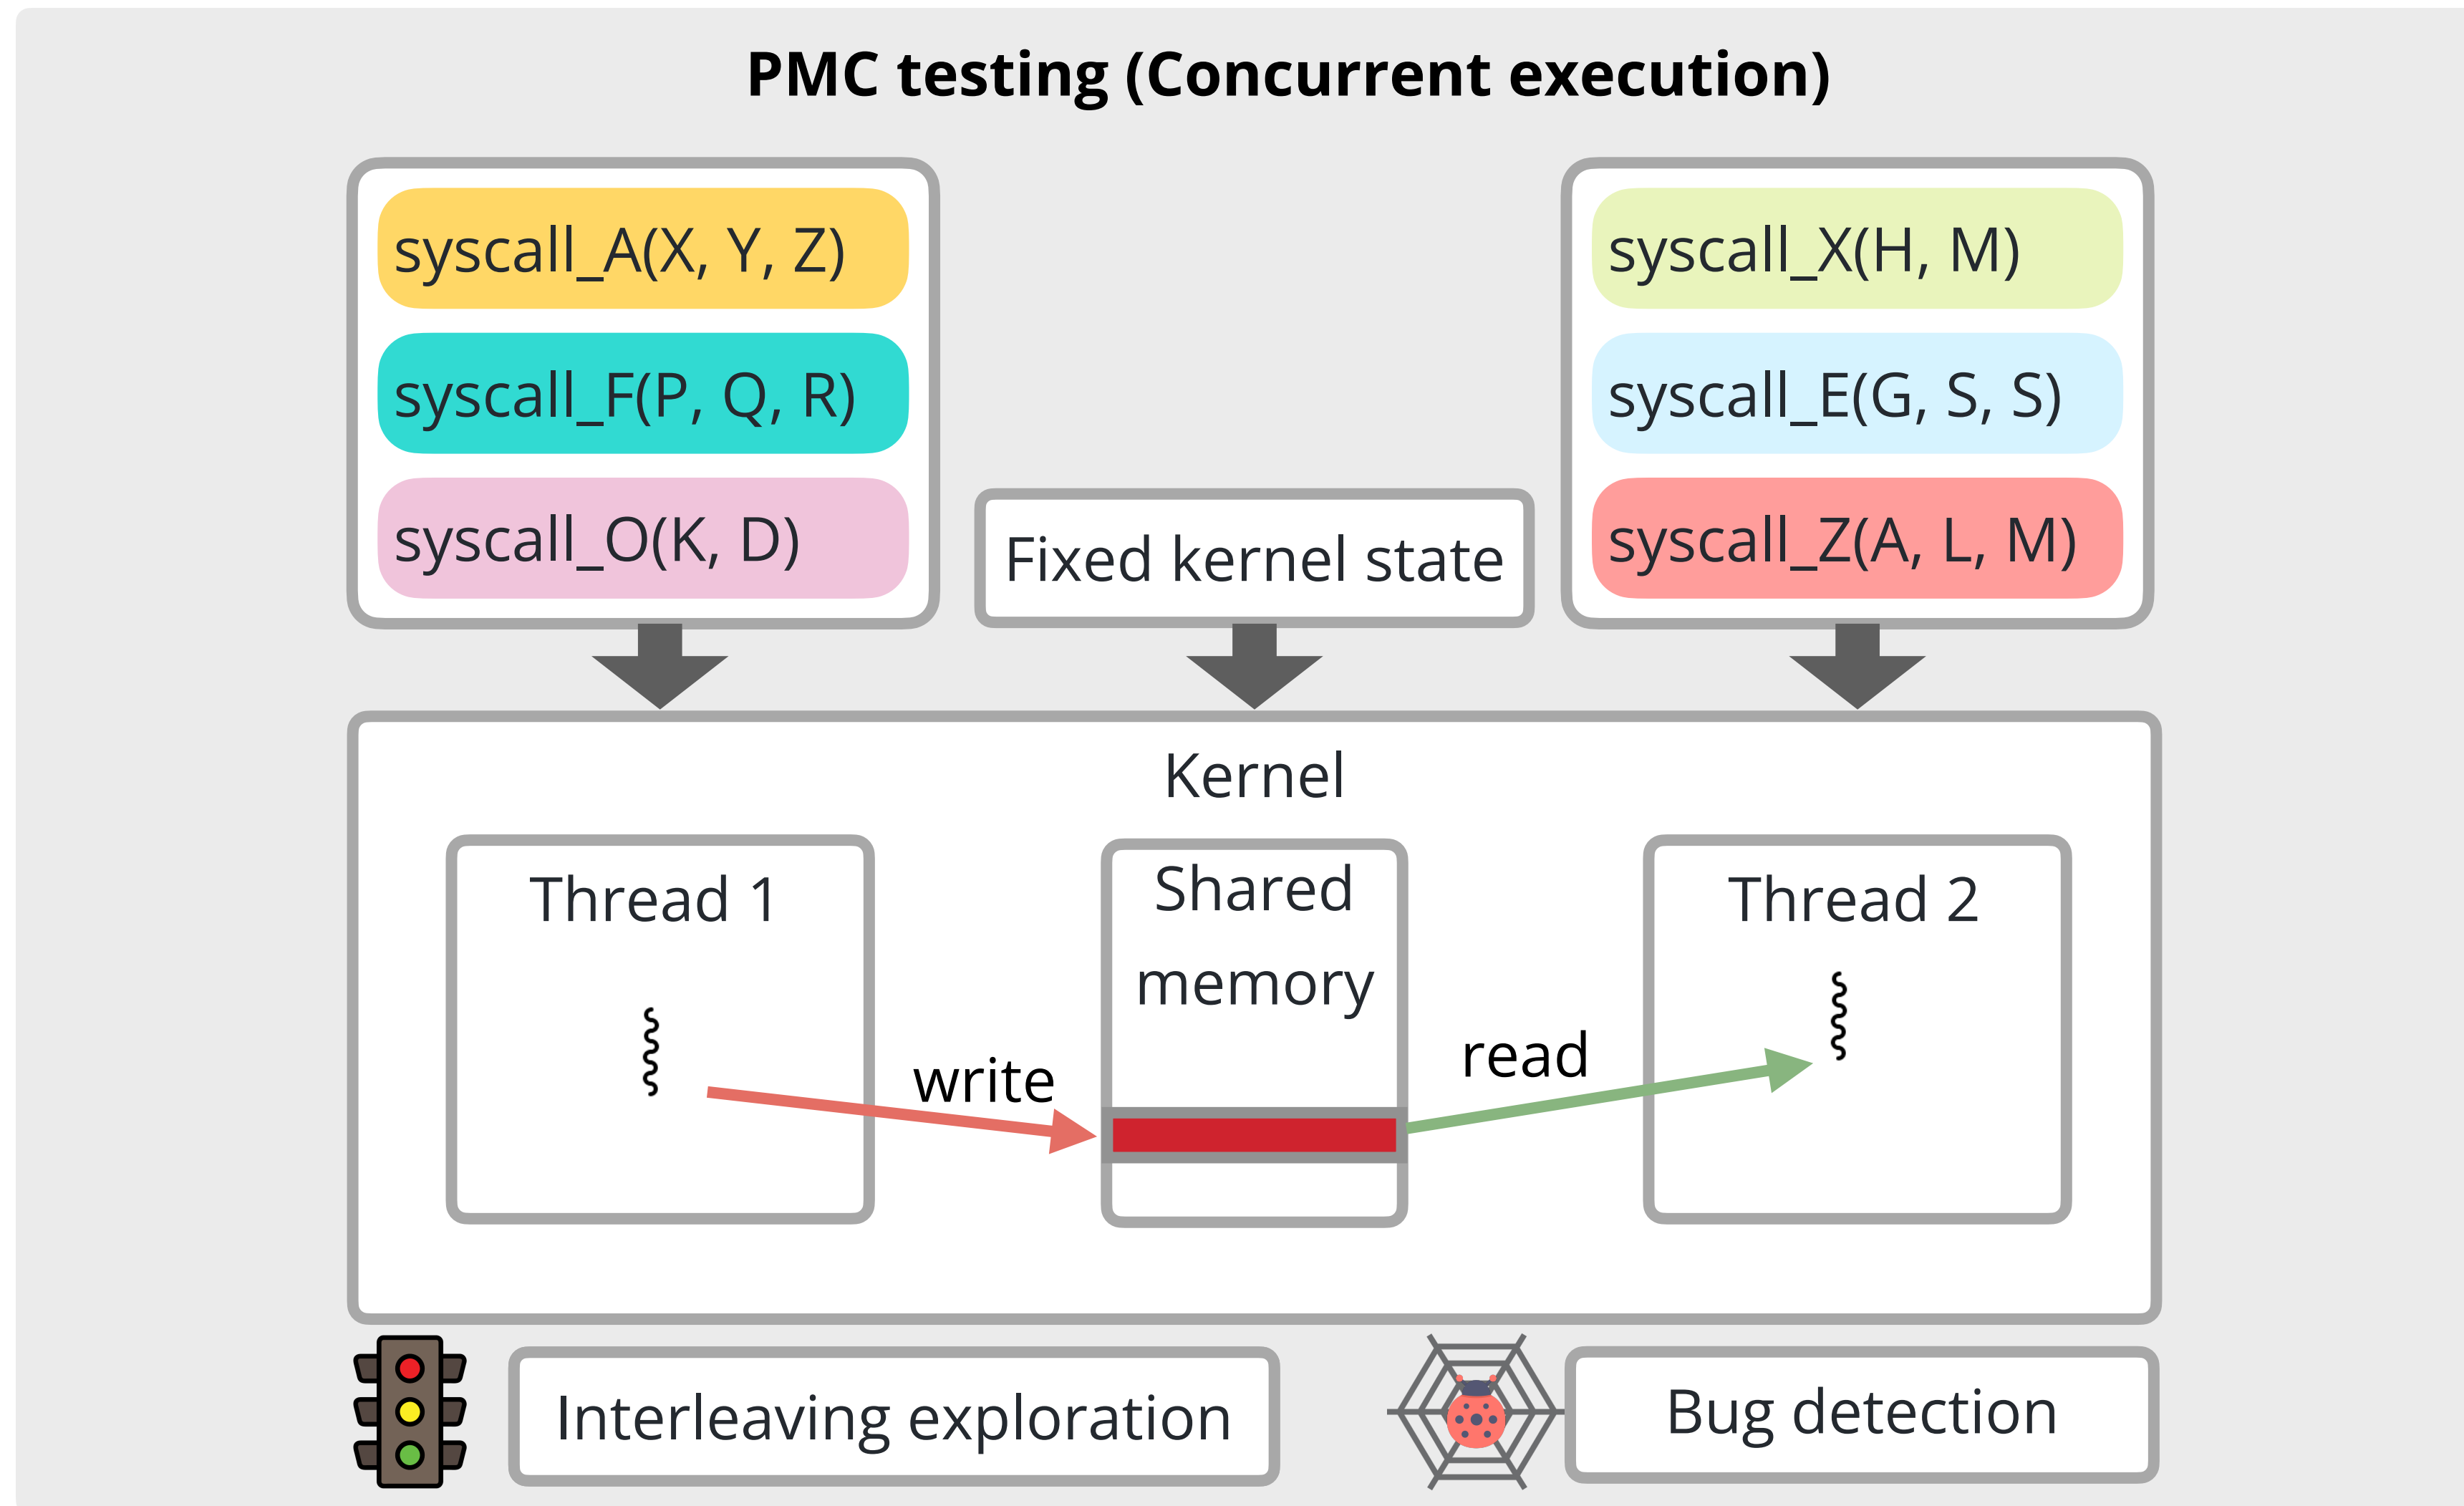 PMC testing (Concurrent execution)
syscall_A(X, Y, Z)
syscall_F(P, Q, R)
syscall_O(K, D)
Fixed kernel state
syscall_X(H, M)
syscall_E(G, S, S)
syscall_Z(A, L, M)
Kernel
Thread 1
Shared
memory
Thread 2
write
read
Interleaving exploration
Bug detection